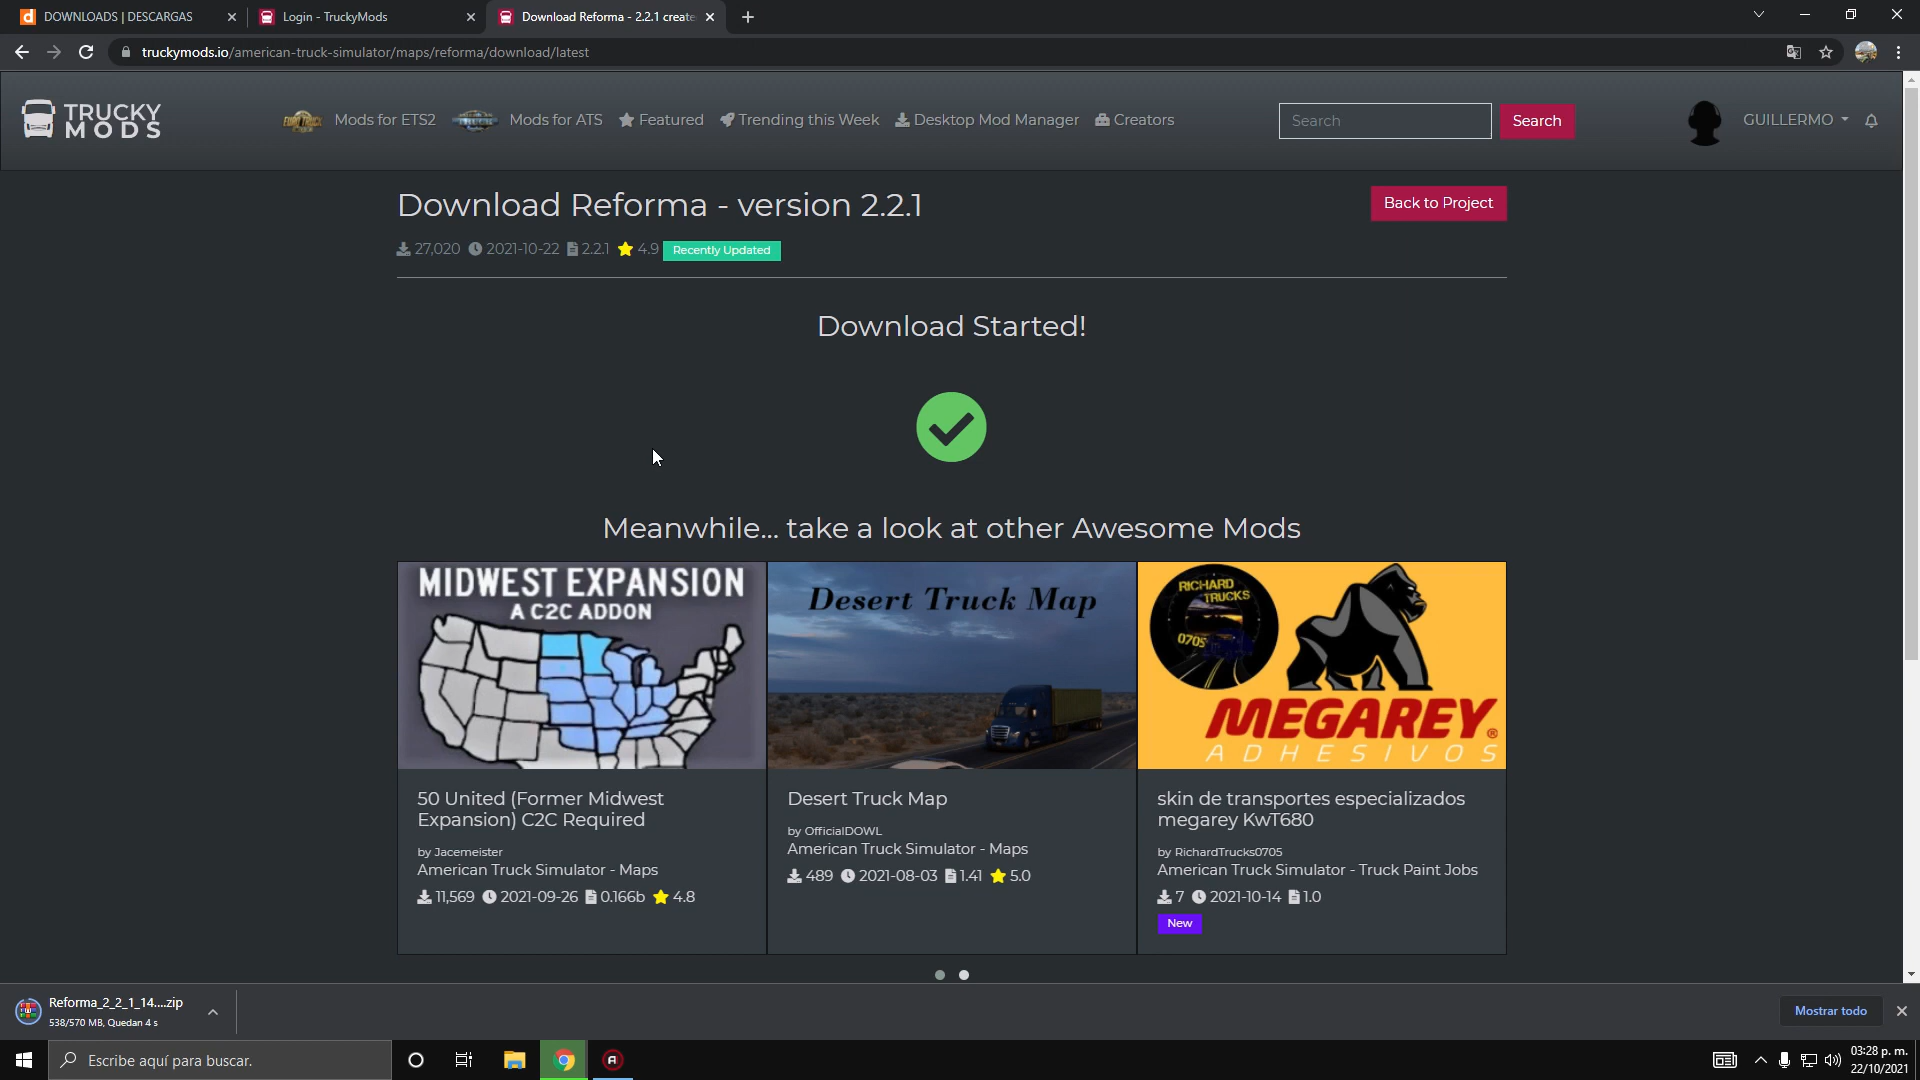 DOWNLOADS | DESCARGAS
Login - TruckyMods
Download Reforma - 2.2.1 create
truckymods.io/american-truck-simulator/maps/reforma/download/latest
TRUCKY MODS
Mods for ETS2
Mods for ATS
Featured
Trending this Week
Desktop Mod Manager
Creators
Search
Search
GUILLERMO
Download Reforma - version 2.2.1
Back to Project
27,020 2021-10-22 2.2.1 4.9 Recently Updated
Download Started!
Meanwhile... take a look at other Awesome Mods
MIDWEST EXPANSION
A C2C ADDON
50 United (Former Midwest
Expansion) C2C Required
by Jacemeister
American Truck Simulator - Maps
11,569 2021-09-26 0.166b 4.8
Desert Truck Map
Desert Truck Map
by OfficialDOWL
American Truck Simulator - Maps
489 2021-08-03 1.41 5.0
RICHARD
TRUCKS
0705
MEGAREY®
ADHESIVOS
skin de transportes especializados
megarey KwT680
by RichardTrucks0705
American Truck Simulator - Truck Paint Jobs
7 2021-10-14 1.0
New
Reforma_2_2_1_14....zip
538/570 MB, Quedan 4 s
Mostrar todo
Escribe aquí para buscar.
03:28 p. m.
22/10/2021